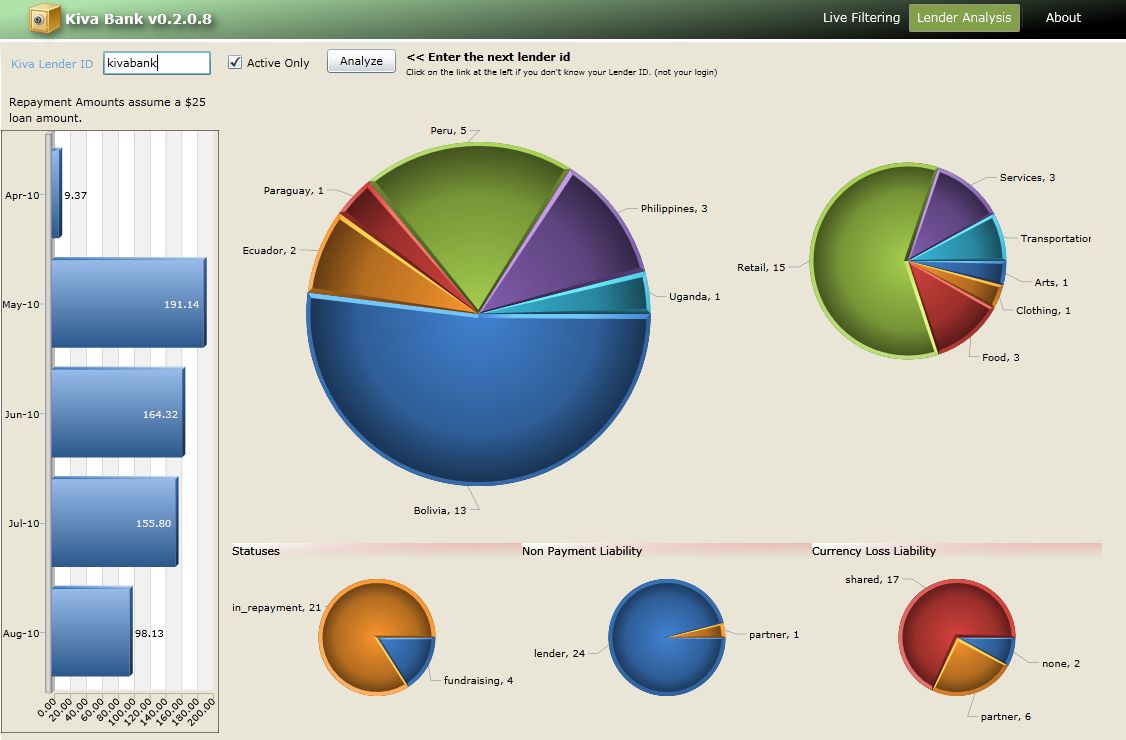 Kiva Bank v0.2.0.8
Live Filtering
Lender Analysis
About
Kiva Lender ID
kivabank
Active Only
Analyze
<< Enter the next lender id
Click on the link at the left if you don't know your Lender ID. (not your login)
Repayment Amounts assume a $25
loan amount.
Apr-10
9.37
May-10
191.14
Jun-10
164.32
Jul-10
155.80
Aug-10
98.13
0.00
20.00
40.00
60.00
80.00
100.00
120.00
140.00
160.00
180.00
200.00
Peru, 5
Paraguay, 1
Philippines, 3
Ecuador, 2
Uganda, 1
Bolivia, 13
Services, 3
Transportation
Retail, 15
Arts, 1
Clothing, 1
Food, 3
Statuses
in_repayment, 21
fundraising, 4
Non Payment Liability
partner, 1
lender, 24
Currency Loss Liability
shared, 17
none, 2
partner, 6